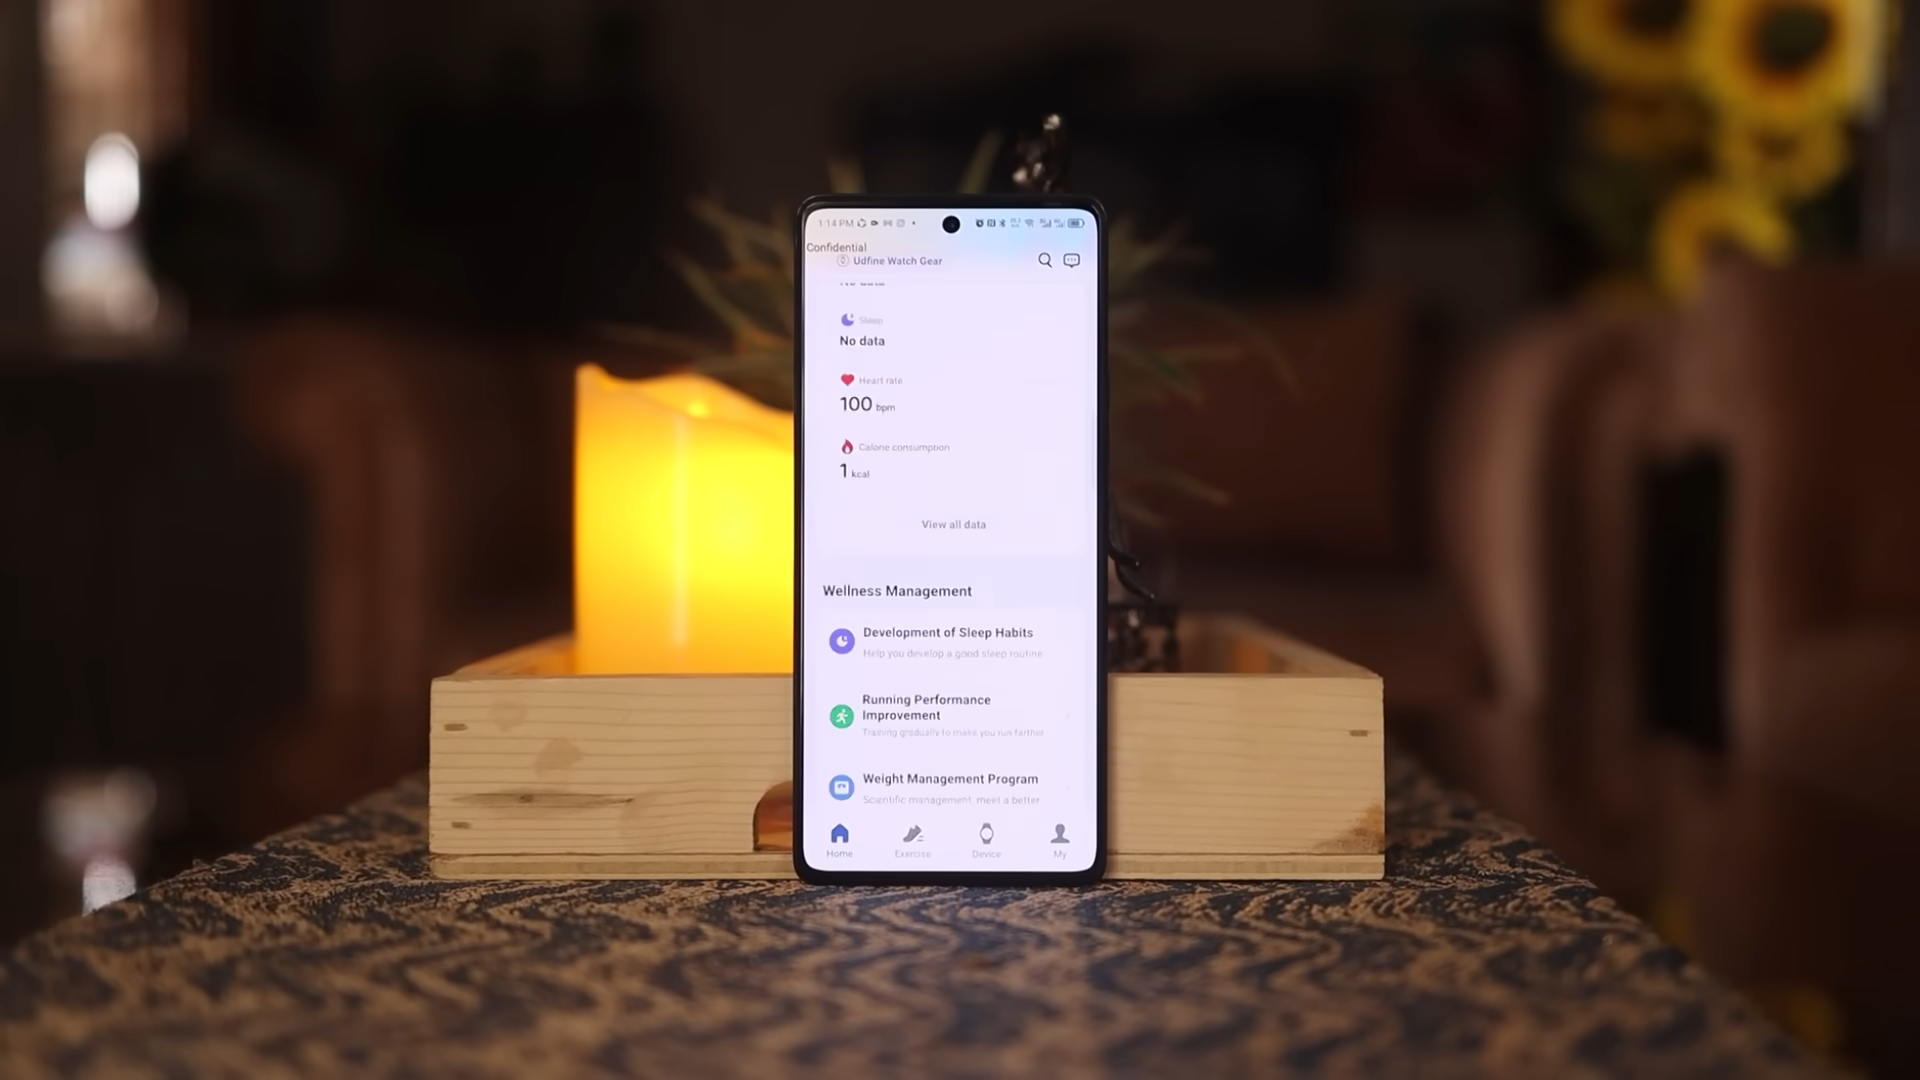 1:14 PM
Confidential
Udfine Watch Gear
No data
Sleep
No data
Heart rate
100 bpm
Calorie consumption
1 kcal
View all data
Wellness Management
Development of Sleep Habits
Help you develop a good sleep routine
Running Performance
Improvement
Training gradually to make you run farther
Weight Management Program
Scientific management, meet a better
Home Exercise Device My